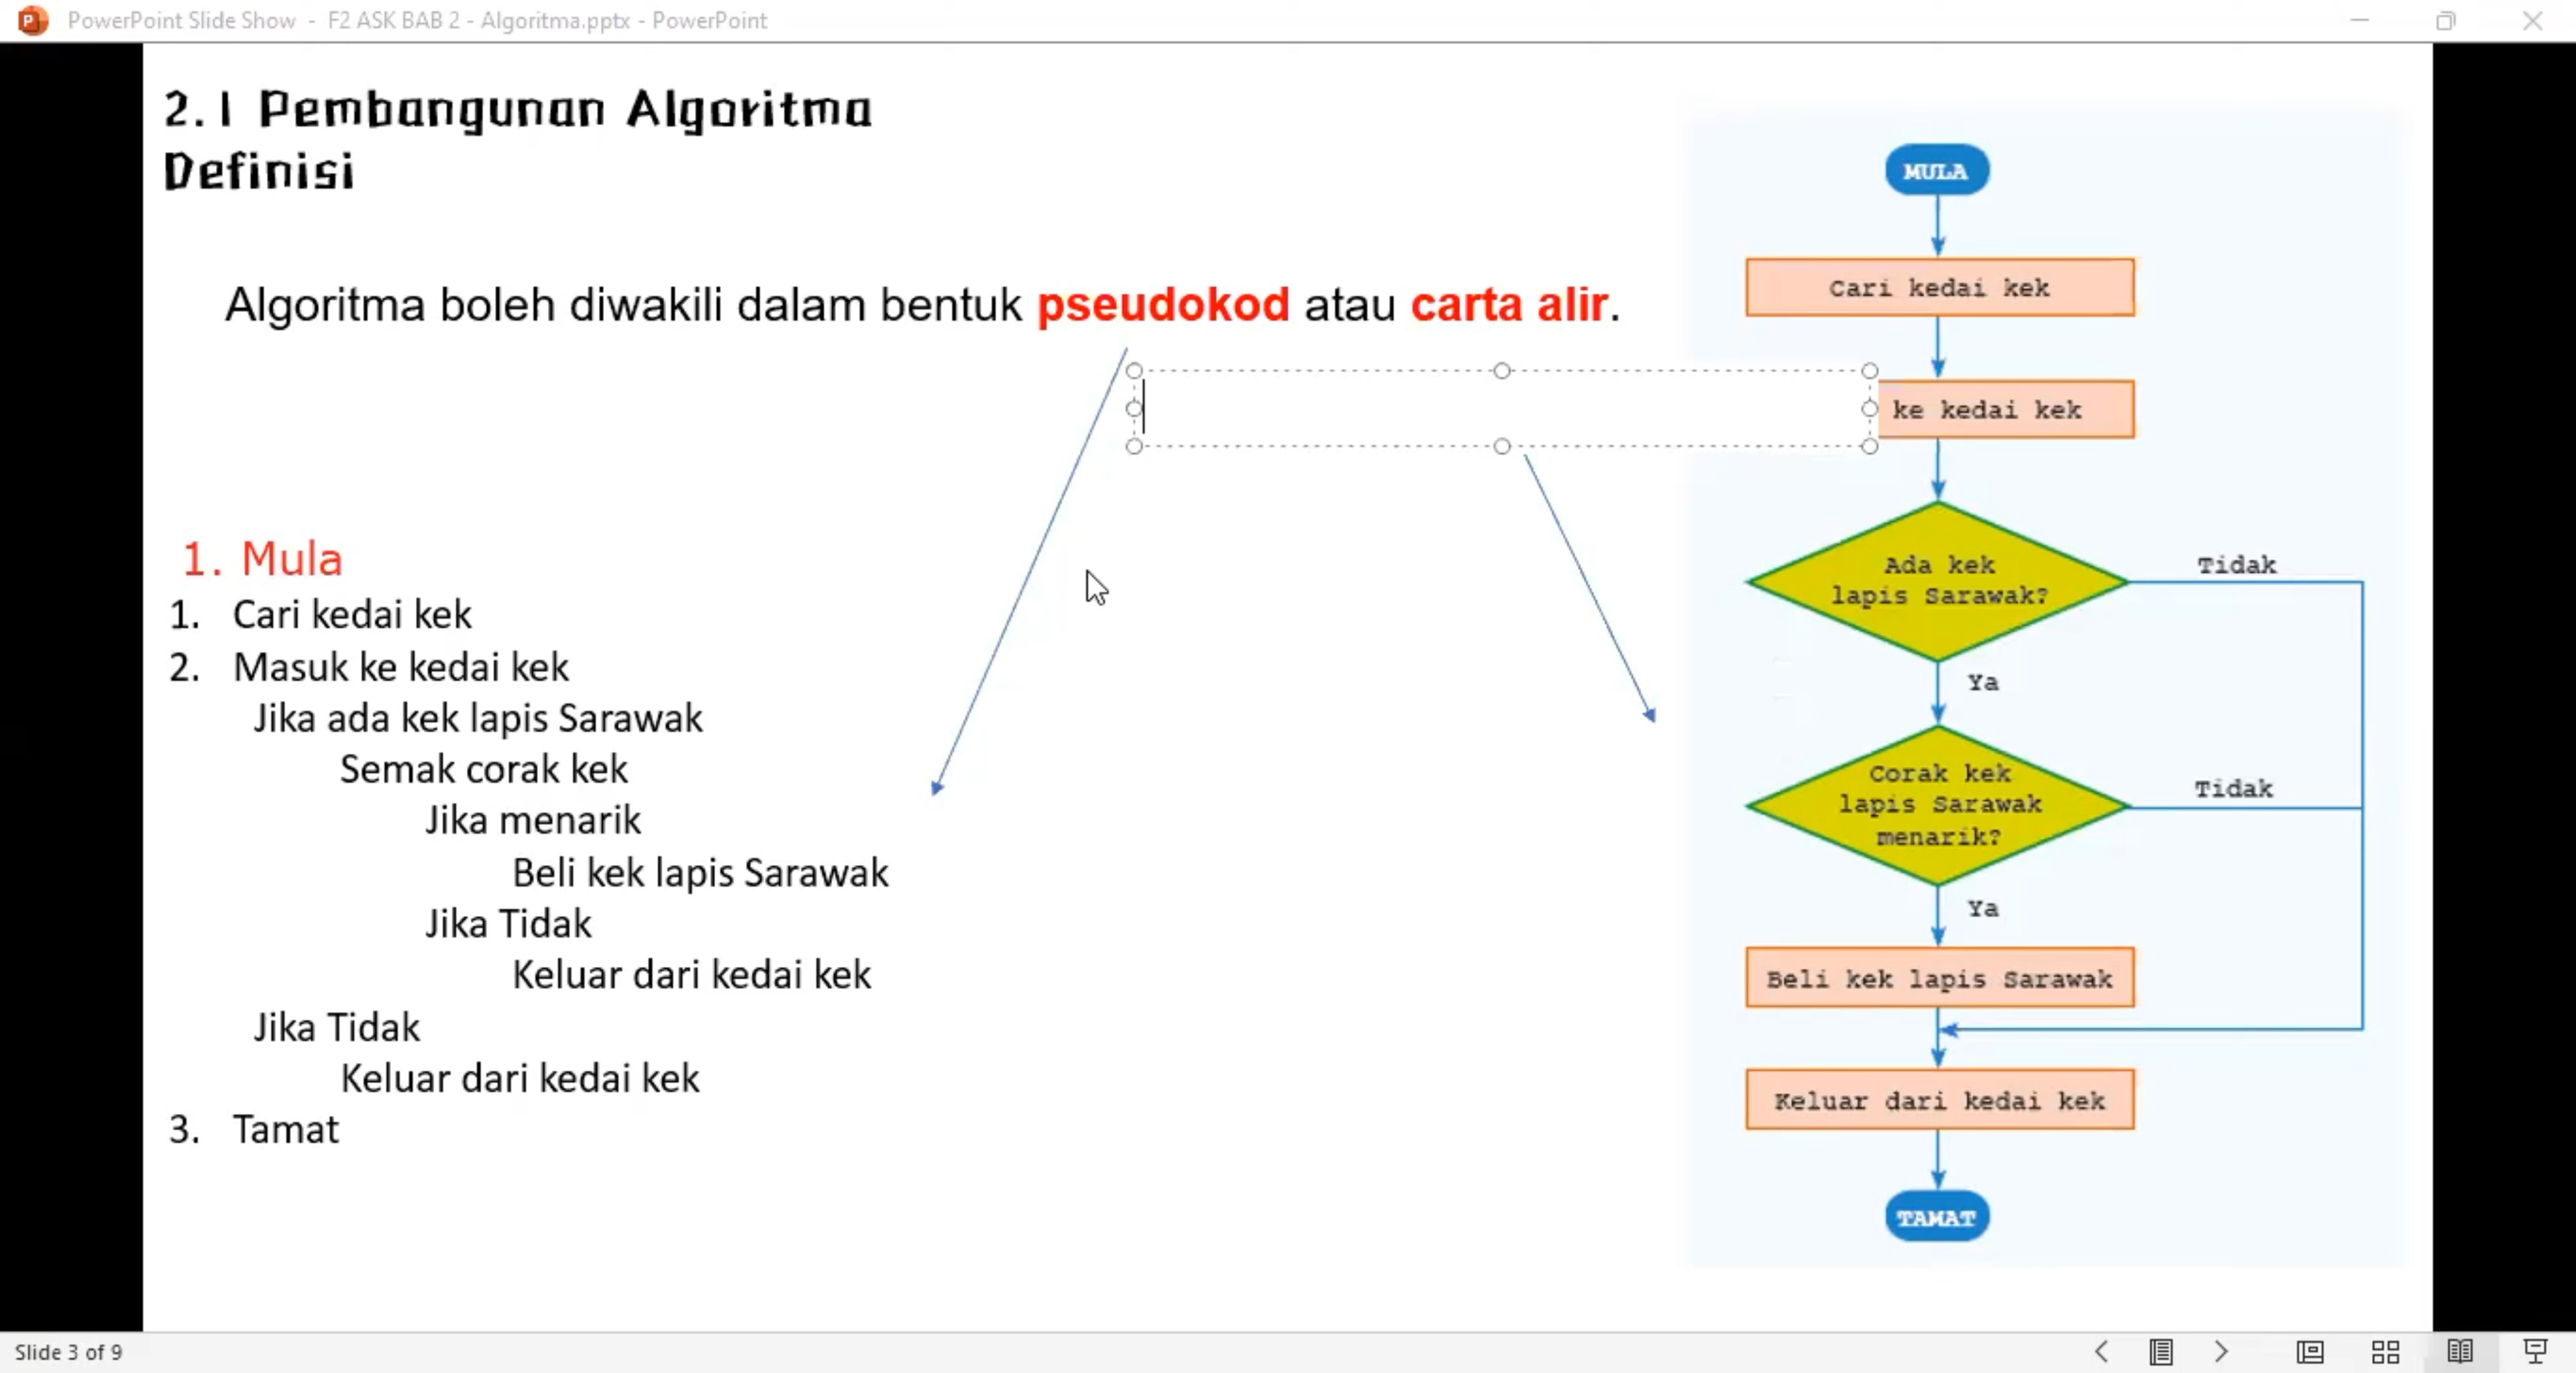 PowerPoint Slide Show - F2 ASK BAB 2 - Algoritma.pptx - PowerPoint
2.1 Pembangunan Algoritma
Definisi
Algoritma boleh diwakili dalam bentuk pseudokod atau carta alir.
1. Mula
1. Cari kedai kek
2. Masuk ke kedai kek
Jika ada kek lapis Sarawak
Semak corak kek
Jika menarik
Beli kek lapis Sarawak
Jika Tidak
Keluar dari kedai kek
Jika Tidak
Keluar dari kedai kek
3. Tamat
MULA
Cari kedai kek
ke kedai kek
Ada kek
lapis Sarawak?
Tidak
Ya
Corak kek
lapis Sarawak
menarik?
Tidak
Ya
Beli kek lapis Sarawak
Keluar dari kedai kek
TAMAT
Slide 3 of 9